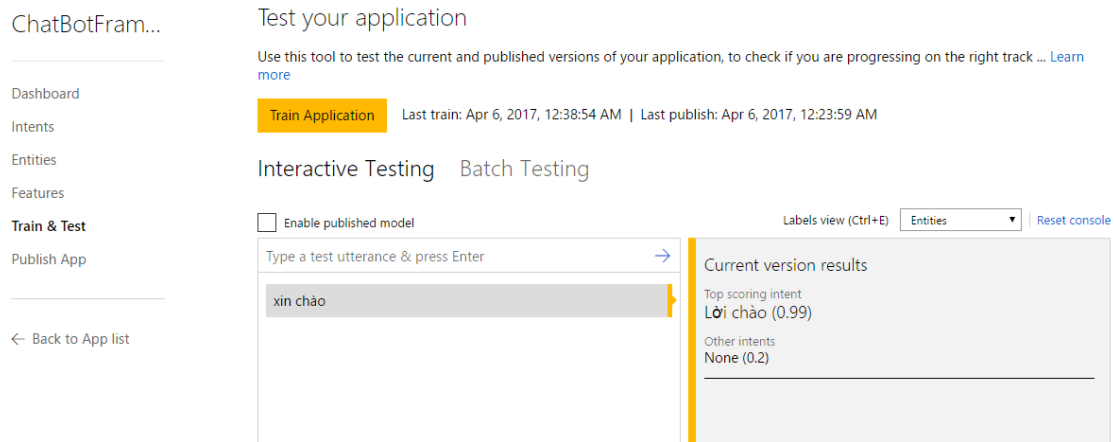 ChatBotFram...
Dashboard
Intents
Entities
Features
Train & Test
Publish App
← Back to App list
Test your application
Use this tool to test the current and published versions of your application, to check if you are progressing on the right track ... Learn
more
Train Application Last train: Apr 6, 2017, 12:38:54 AM | Last publish: Apr 6, 2017, 12:23:59 AM
Interactive Testing Batch Testing
Enable published model
Labels view (Ctrl+E) Entities Reset console
Type a test utterance & press Enter
xin chào
Current version results
Top scoring intent
Lời chào (0.99)
Other intents
None (0.2)